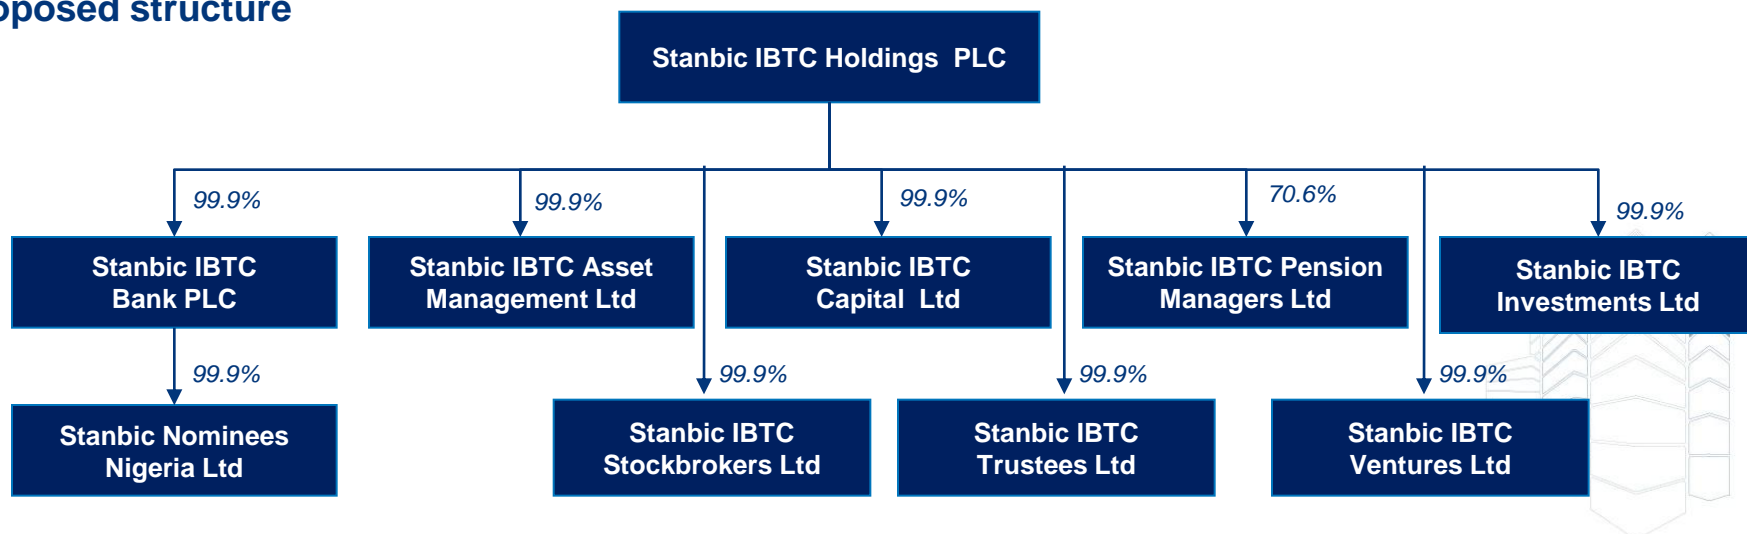 oposed structure
Stanbic IBTC Holdings PLC
99.9%
99.9%
99.9%
70.6%
99.9%
Stanbic IBTC
Bank PLC
Stanbic IBTC Asset
Management Ltd
Stanbic IBTC
Capital Ltd
Stanbic IBTC Pension
Managers Ltd
Stanbic IBTC
Investments Ltd
99.9%
99.9%
99.9%
99.9%
Stanbic Nominees
Nigeria Ltd
Stanbic IBTC
Stockbrokers Ltd
Stanbic IBTC
Trustees Ltd
Stanbic IBTC
Ventures Ltd